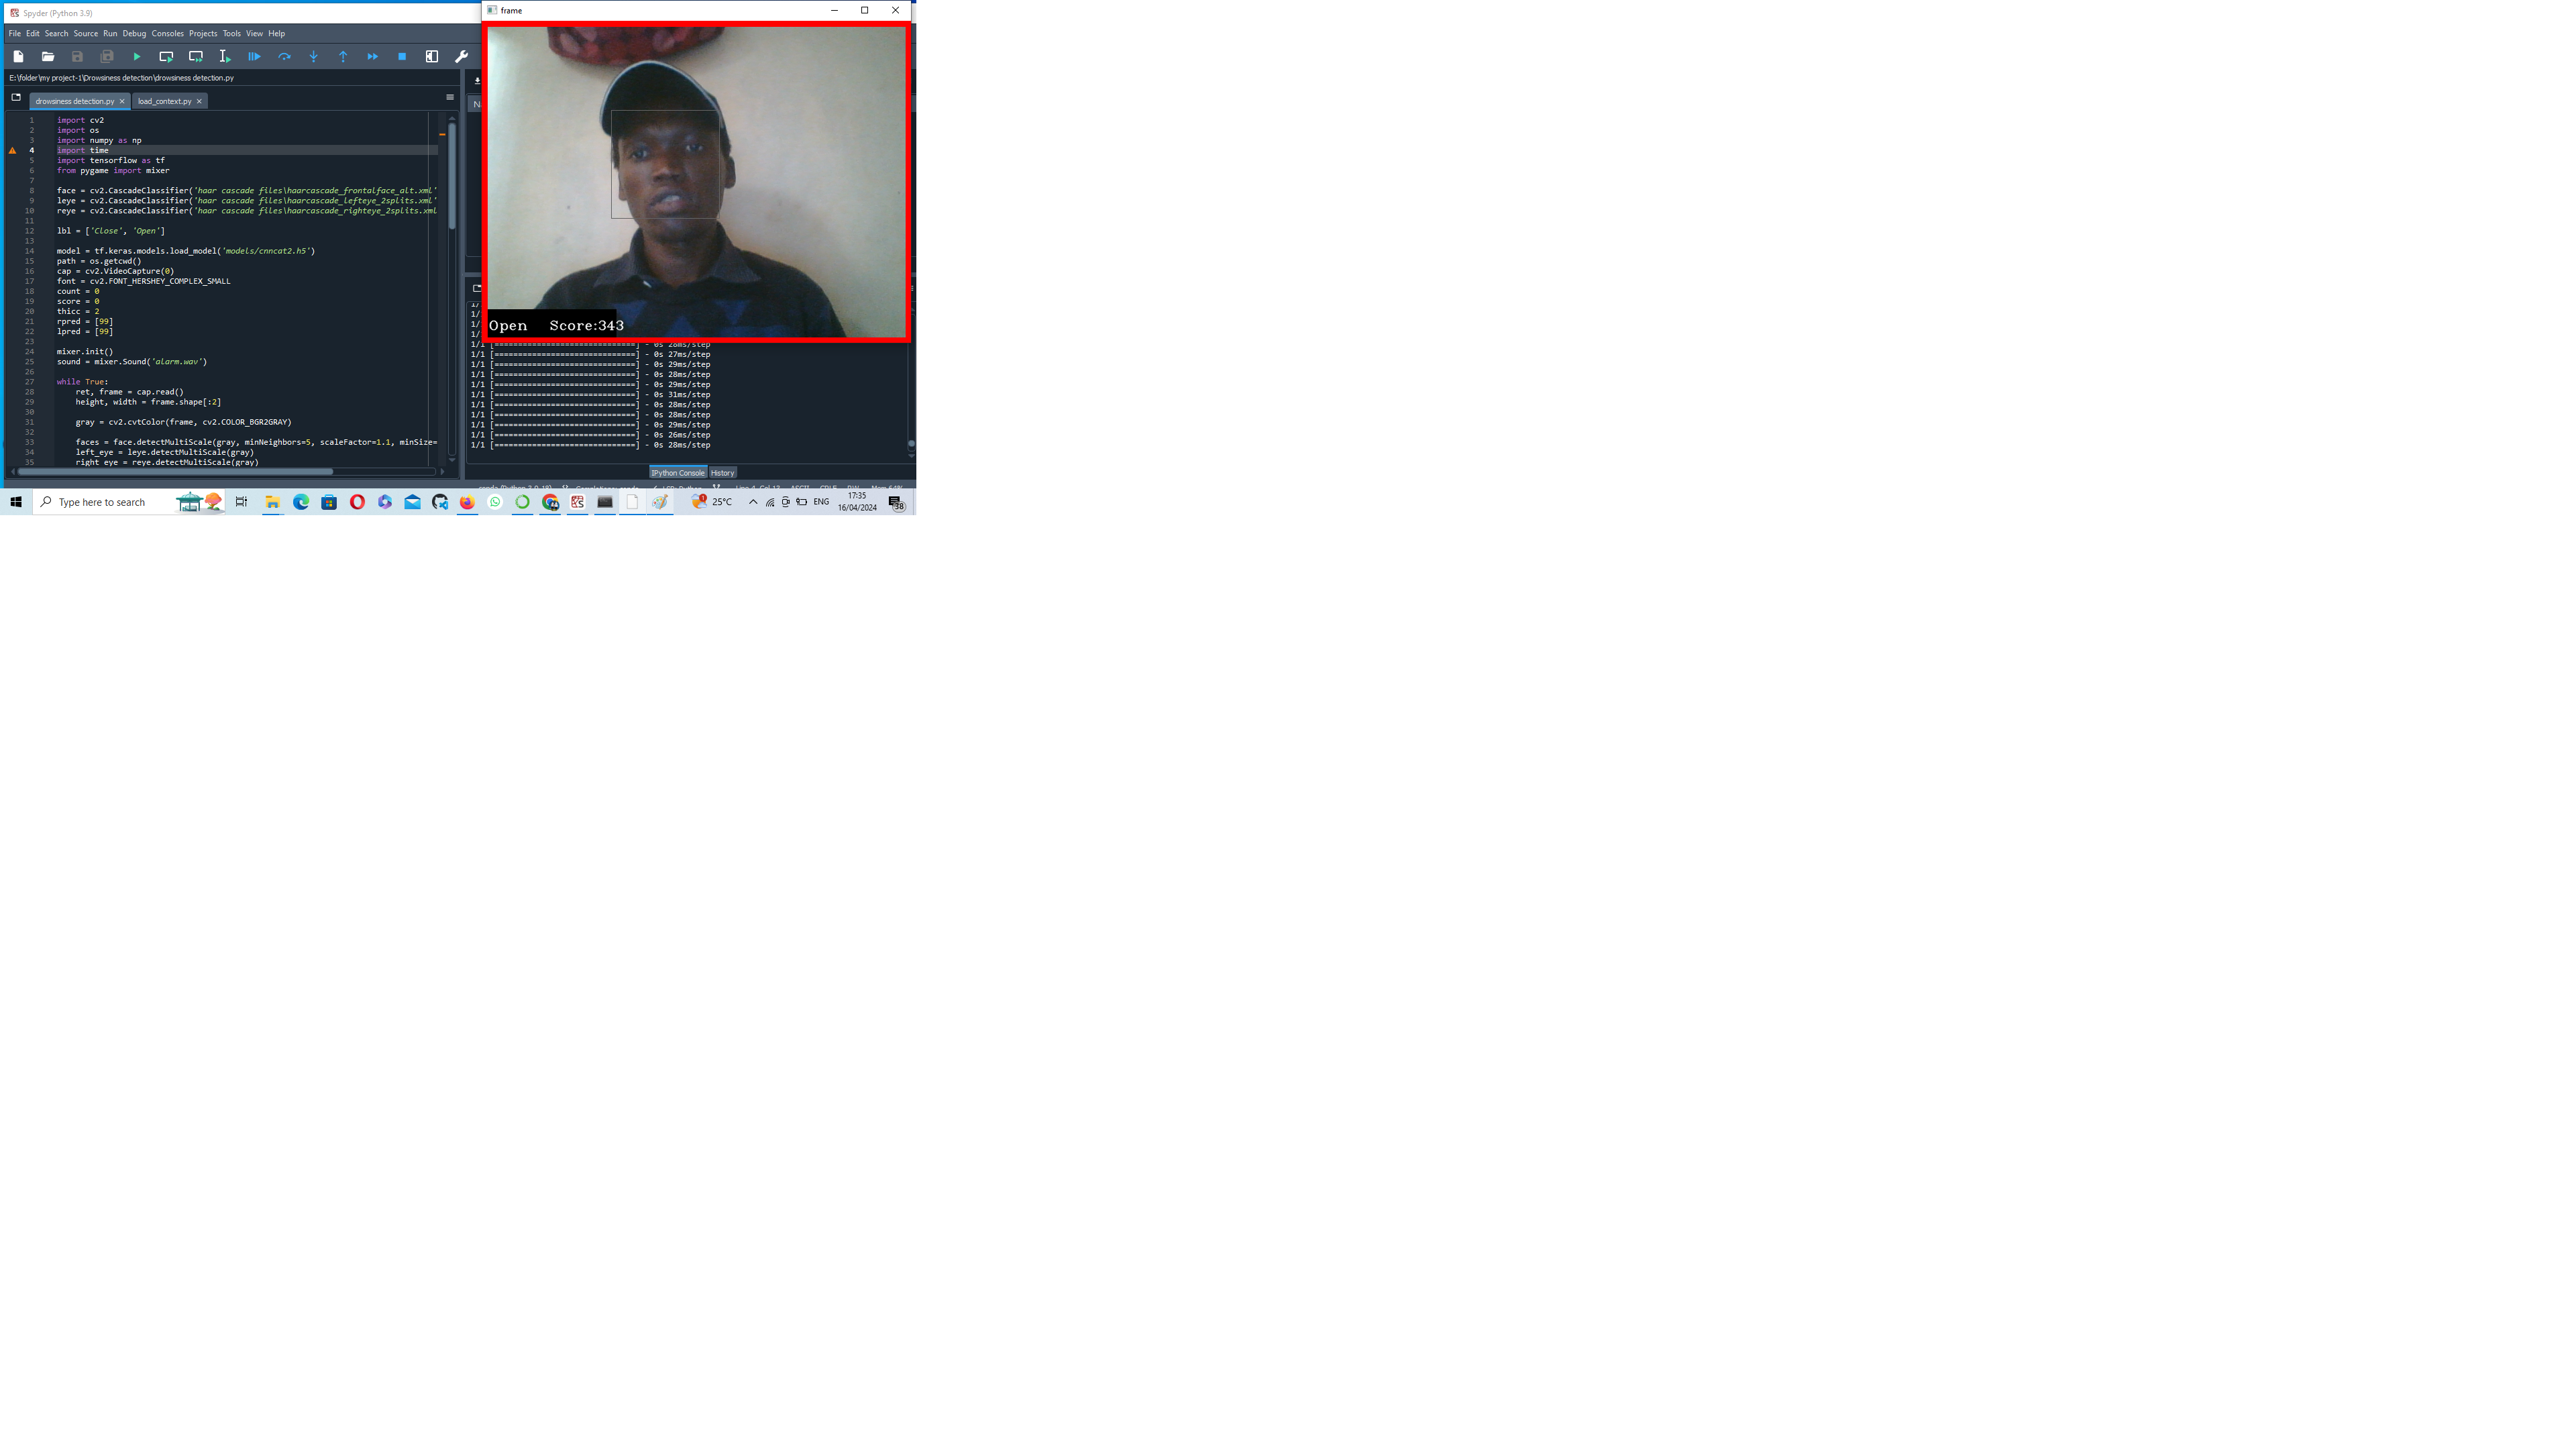 Spyder (Python 3.9)
File Edit Search Source Run Debug Consoles Projects Tools View Help
E:\folder\my project-1\Drowsiness detection\drowsiness detection.py
drowsiness detection.py load_context.py
1 import cv2
2 import os
3 import numpy as np
4 import time
5 import tensorflow as tf
6 from pygame import mixer
7
8 face = cv2.CascadeClassifier('haar cascade files\haarcascade_frontalface_alt.xml'
9 leye = cv2.CascadeClassifier('haar cascade files\haarcascade_lefteye_2splits.xml'
10 reye = cv2.CascadeClassifier('haar cascade files\haarcascade_righteye_2splits.xml
11
12 lbl = ['Close', 'Open']
13
14 model = tf.keras.models.load_model('models/cnncat2.h5')
15 path = os.getcwd()
16 cap = cv2.VideoCapture(0)
17 font = cv2.FONT_HERSHEY_COMPLEX_SMALL
18 count = 0
19 score = 0
20 thicc = 2
21 rpred = [99]
22 lpred = [99]
23
24 mixer.init()
25 sound = mixer.Sound('alarm.wav')
26
27 while True:
28 ret, frame = cap.read()
29 height, width = frame.shape[:2]
30
31 gray = cv2.cvtColor(frame, cv2.COLOR_BGR2GRAY)
32
33 faces = face.detectMultiScale(gray, minNeighbors=5, scaleFactor=1.1, minSize=
34 left_eye = leye.detectMultiScale(gray)
35 right_eye = reye.detectMultiScale(gray)
frame
Open Score:343
1/1 [==============================] - 0s 28ms/step
1/1 [==============================] - 0s 27ms/step
1/1 [==============================] - 0s 29ms/step
1/1 [==============================] - 0s 28ms/step
1/1 [==============================] - 0s 29ms/step
1/1 [==============================] - 0s 31ms/step
1/1 [==============================] - 0s 28ms/step
1/1 [==============================] - 0s 28ms/step
1/1 [==============================] - 0s 29ms/step
1/1 [==============================] - 0s 26ms/step
1/1 [==============================] - 0s 28ms/step
IPython Console History
Type here to search
25°C
ENG
17:35
16/04/2024
38